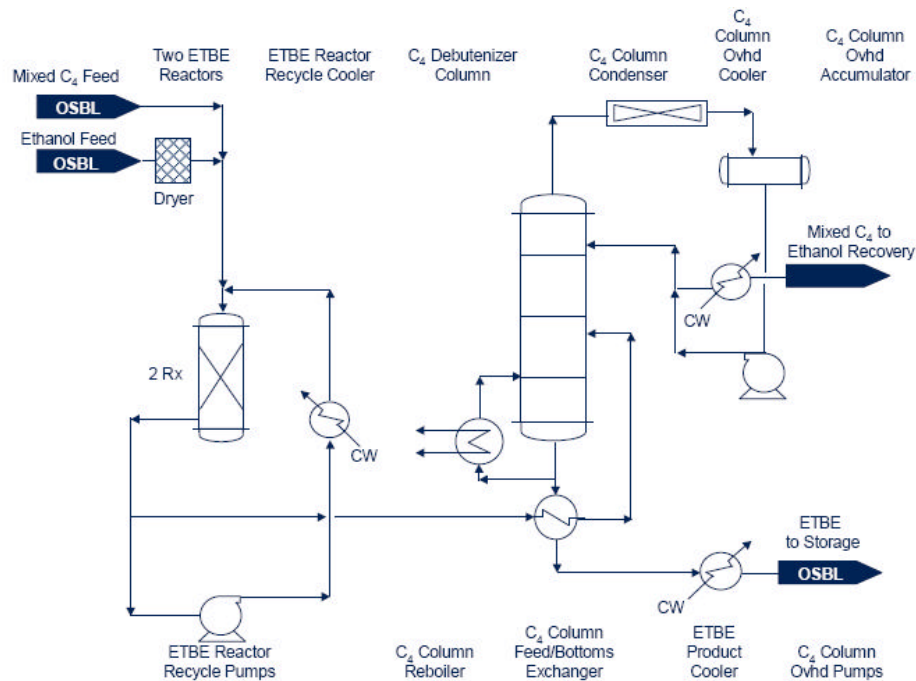 Mixed C₄ Feed
OSBL
Ethanol Feed
OSBL
Dryer
Two ETBE
Reactors
ETBE Reactor
Recycle Cooler
C₄ Debutenizer
Column
C₄ Column
Condenser
C₄
Column
Ovhd
Cooler
C₄ Column
Ovhd
Accumulator
Mixed C₄ to
Ethanol Recovery
CW
2 Rx
CW
ETBE
to Storage
OSBL
CW
ETBE Reactor
Recycle Pumps
C₄ Column
Reboiler
C₄ Column
Feed/Bottoms
Exchanger
ETBE
Product
Cooler
C₄ Column
Ovhd Pumps